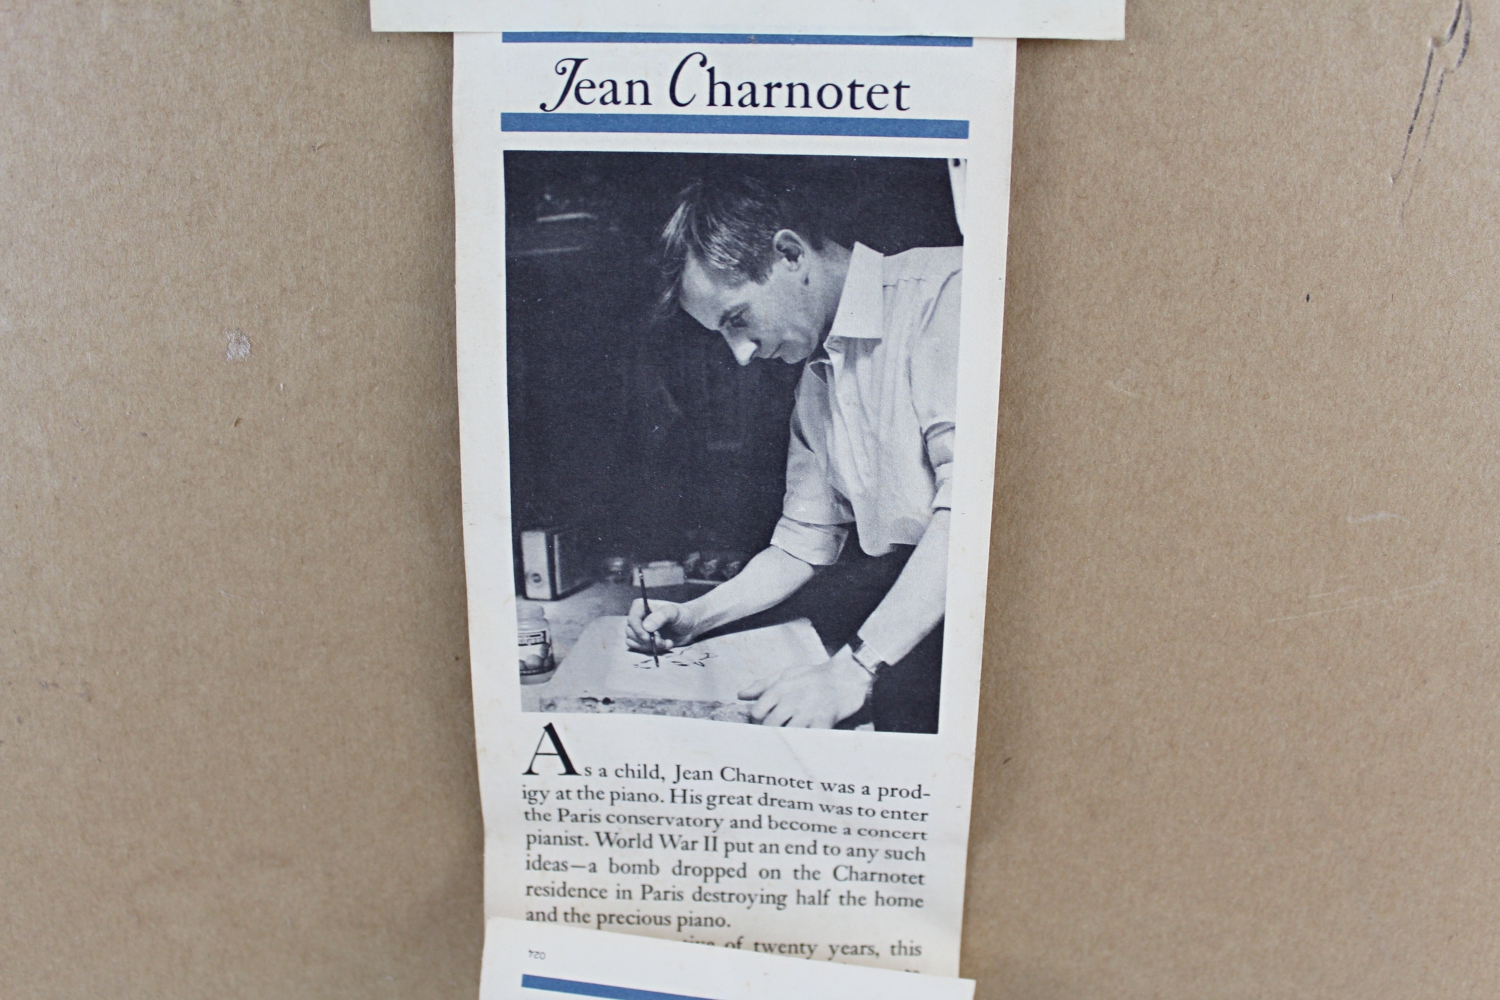 Jean Charnotet
As a child, Jean Charnotet was a prod-
igy at the piano. His great dream was to enter
the Paris conservatory and become a concert
pianist. World War II put an end to any such
ideas—a bomb dropped on the Charnotet
residence in Paris destroying half the home
and the precious piano.
of twenty years, this
024